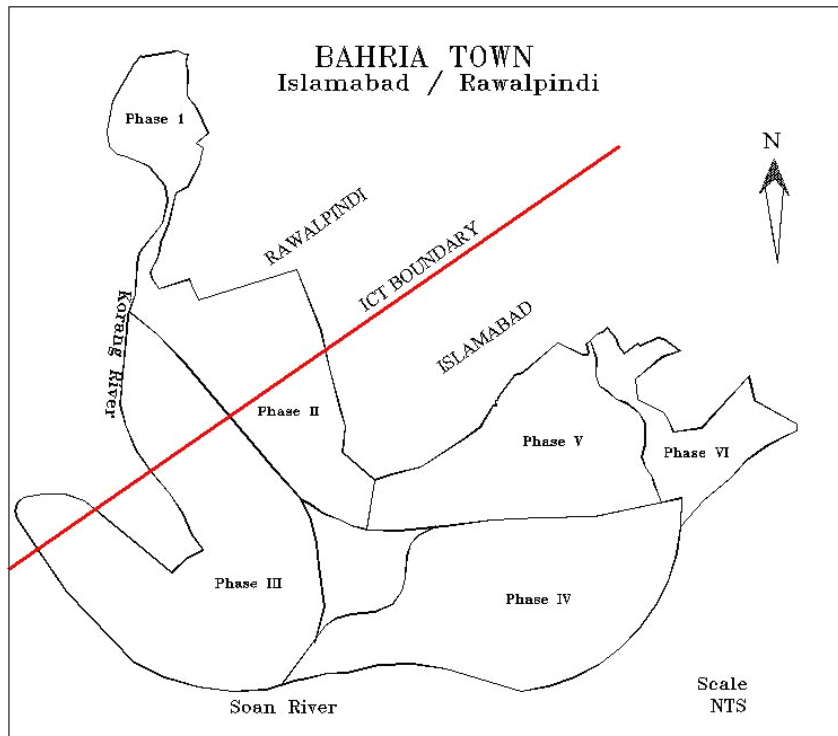 BAHRIA TOWN
Islamabad / Rawalpindi
Phase 1
N
RAWALPINDI
ICT BOUNDARY
ISLAMABAD
Korang River
Phase II
Phase V
Phase VI
Phase III
Phase IV
Soan River
Scale
NTS